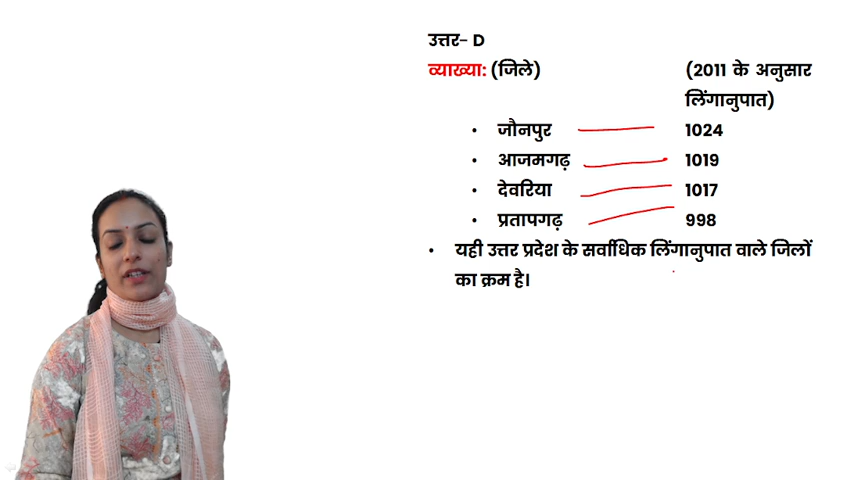 उत्तर– D
व्याख्या: (जिले) (2011 के अनुसार
लिंगानुपात)
• जौनपुर 1024
• आजमगढ़ 1019
• देवरिया 1017
• प्रतापगढ़ 998
• यही उत्तर प्रदेश के सर्वाधिक लिंगानुपात वाले जिलों
का क्रम है।